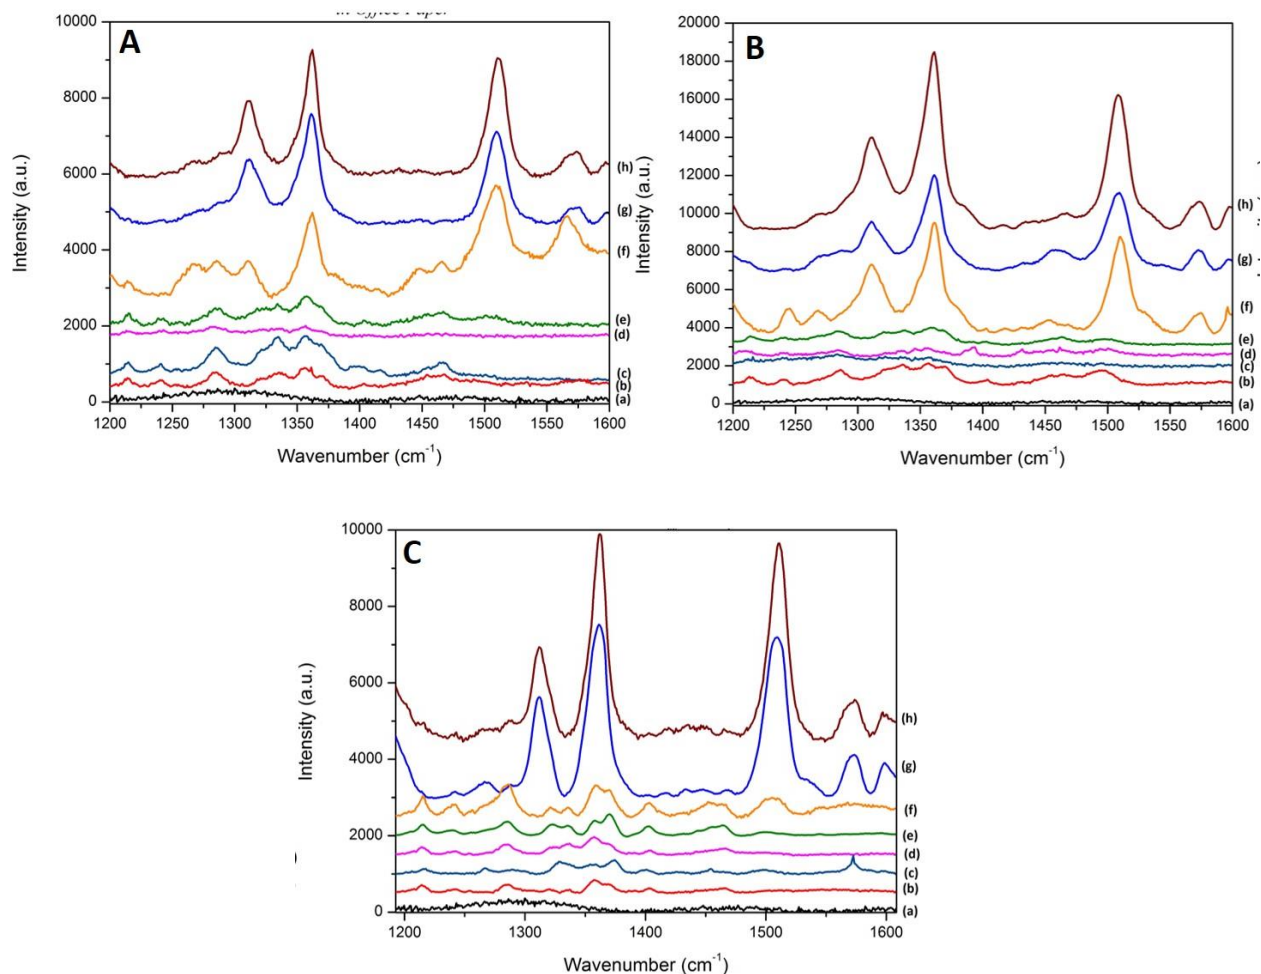 in Office Paper
A
10000
8000
6000
4000
2000
0
Intensity (a.u.)
(h)
(g)
(f)
(e)
(d)
(c)
(b)
(a)
1200 1250 1300 1350 1400 1450 1500 1550 1600
Wavenumber (cm-1)
B
20000
18000
16000
14000
12000
10000
8000
6000
4000
2000
0
Intensity (a.u.)
(h)
(g)
(f)
(e)
(d)
(c)
(b)
(a)
1200 1250 1300 1350 1400 1450 1500 1550 1600
Wavenumber (cm-1)
C
10000
8000
6000
4000
2000
0
Intensity (a.u.)
(h)
(g)
(f)
(e)
(d)
(c)
(b)
(a)
1200 1300 1400 1500 1600
Wavenumber (cm-1)